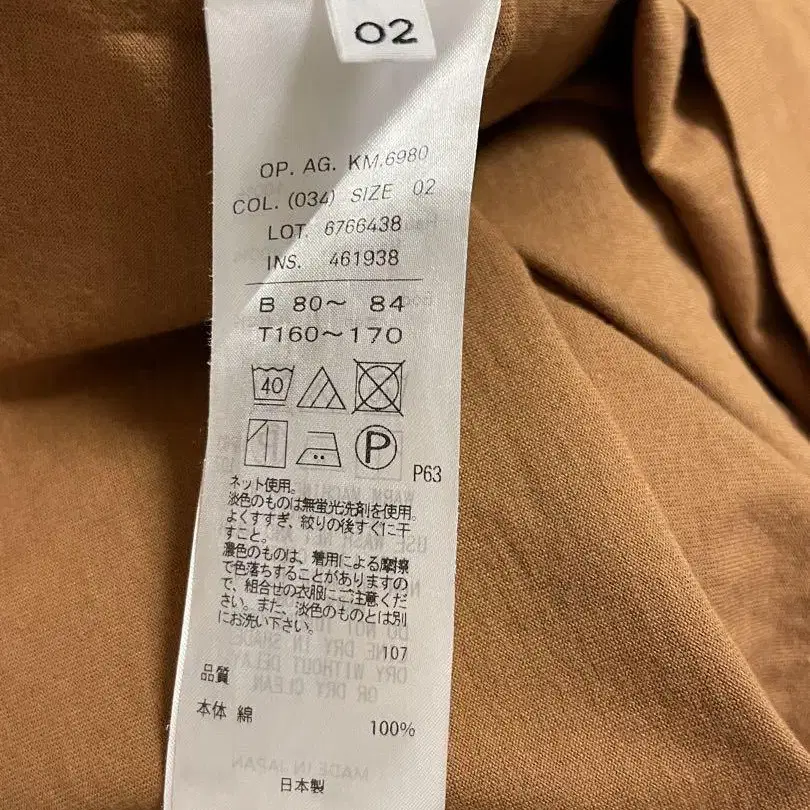 02
OP. AG. KM.6980
COL. (034) SIZE 02
LOT. 6766438
INS. 461938
B 80〜 84
T160〜170
40
P
P63
ネット使用。
淡色のものは無蛍光洗剤を使用。
よくすすぎ、絞りの後すぐに干
すこと。
濃色のものは、着用による摩擦
で色落ちすることがありますの
で、組合せの衣服にご注意くだ
さい。また、淡色のものとは別
にお洗い下さい。
107
品質
本体 綿 100%
日本製